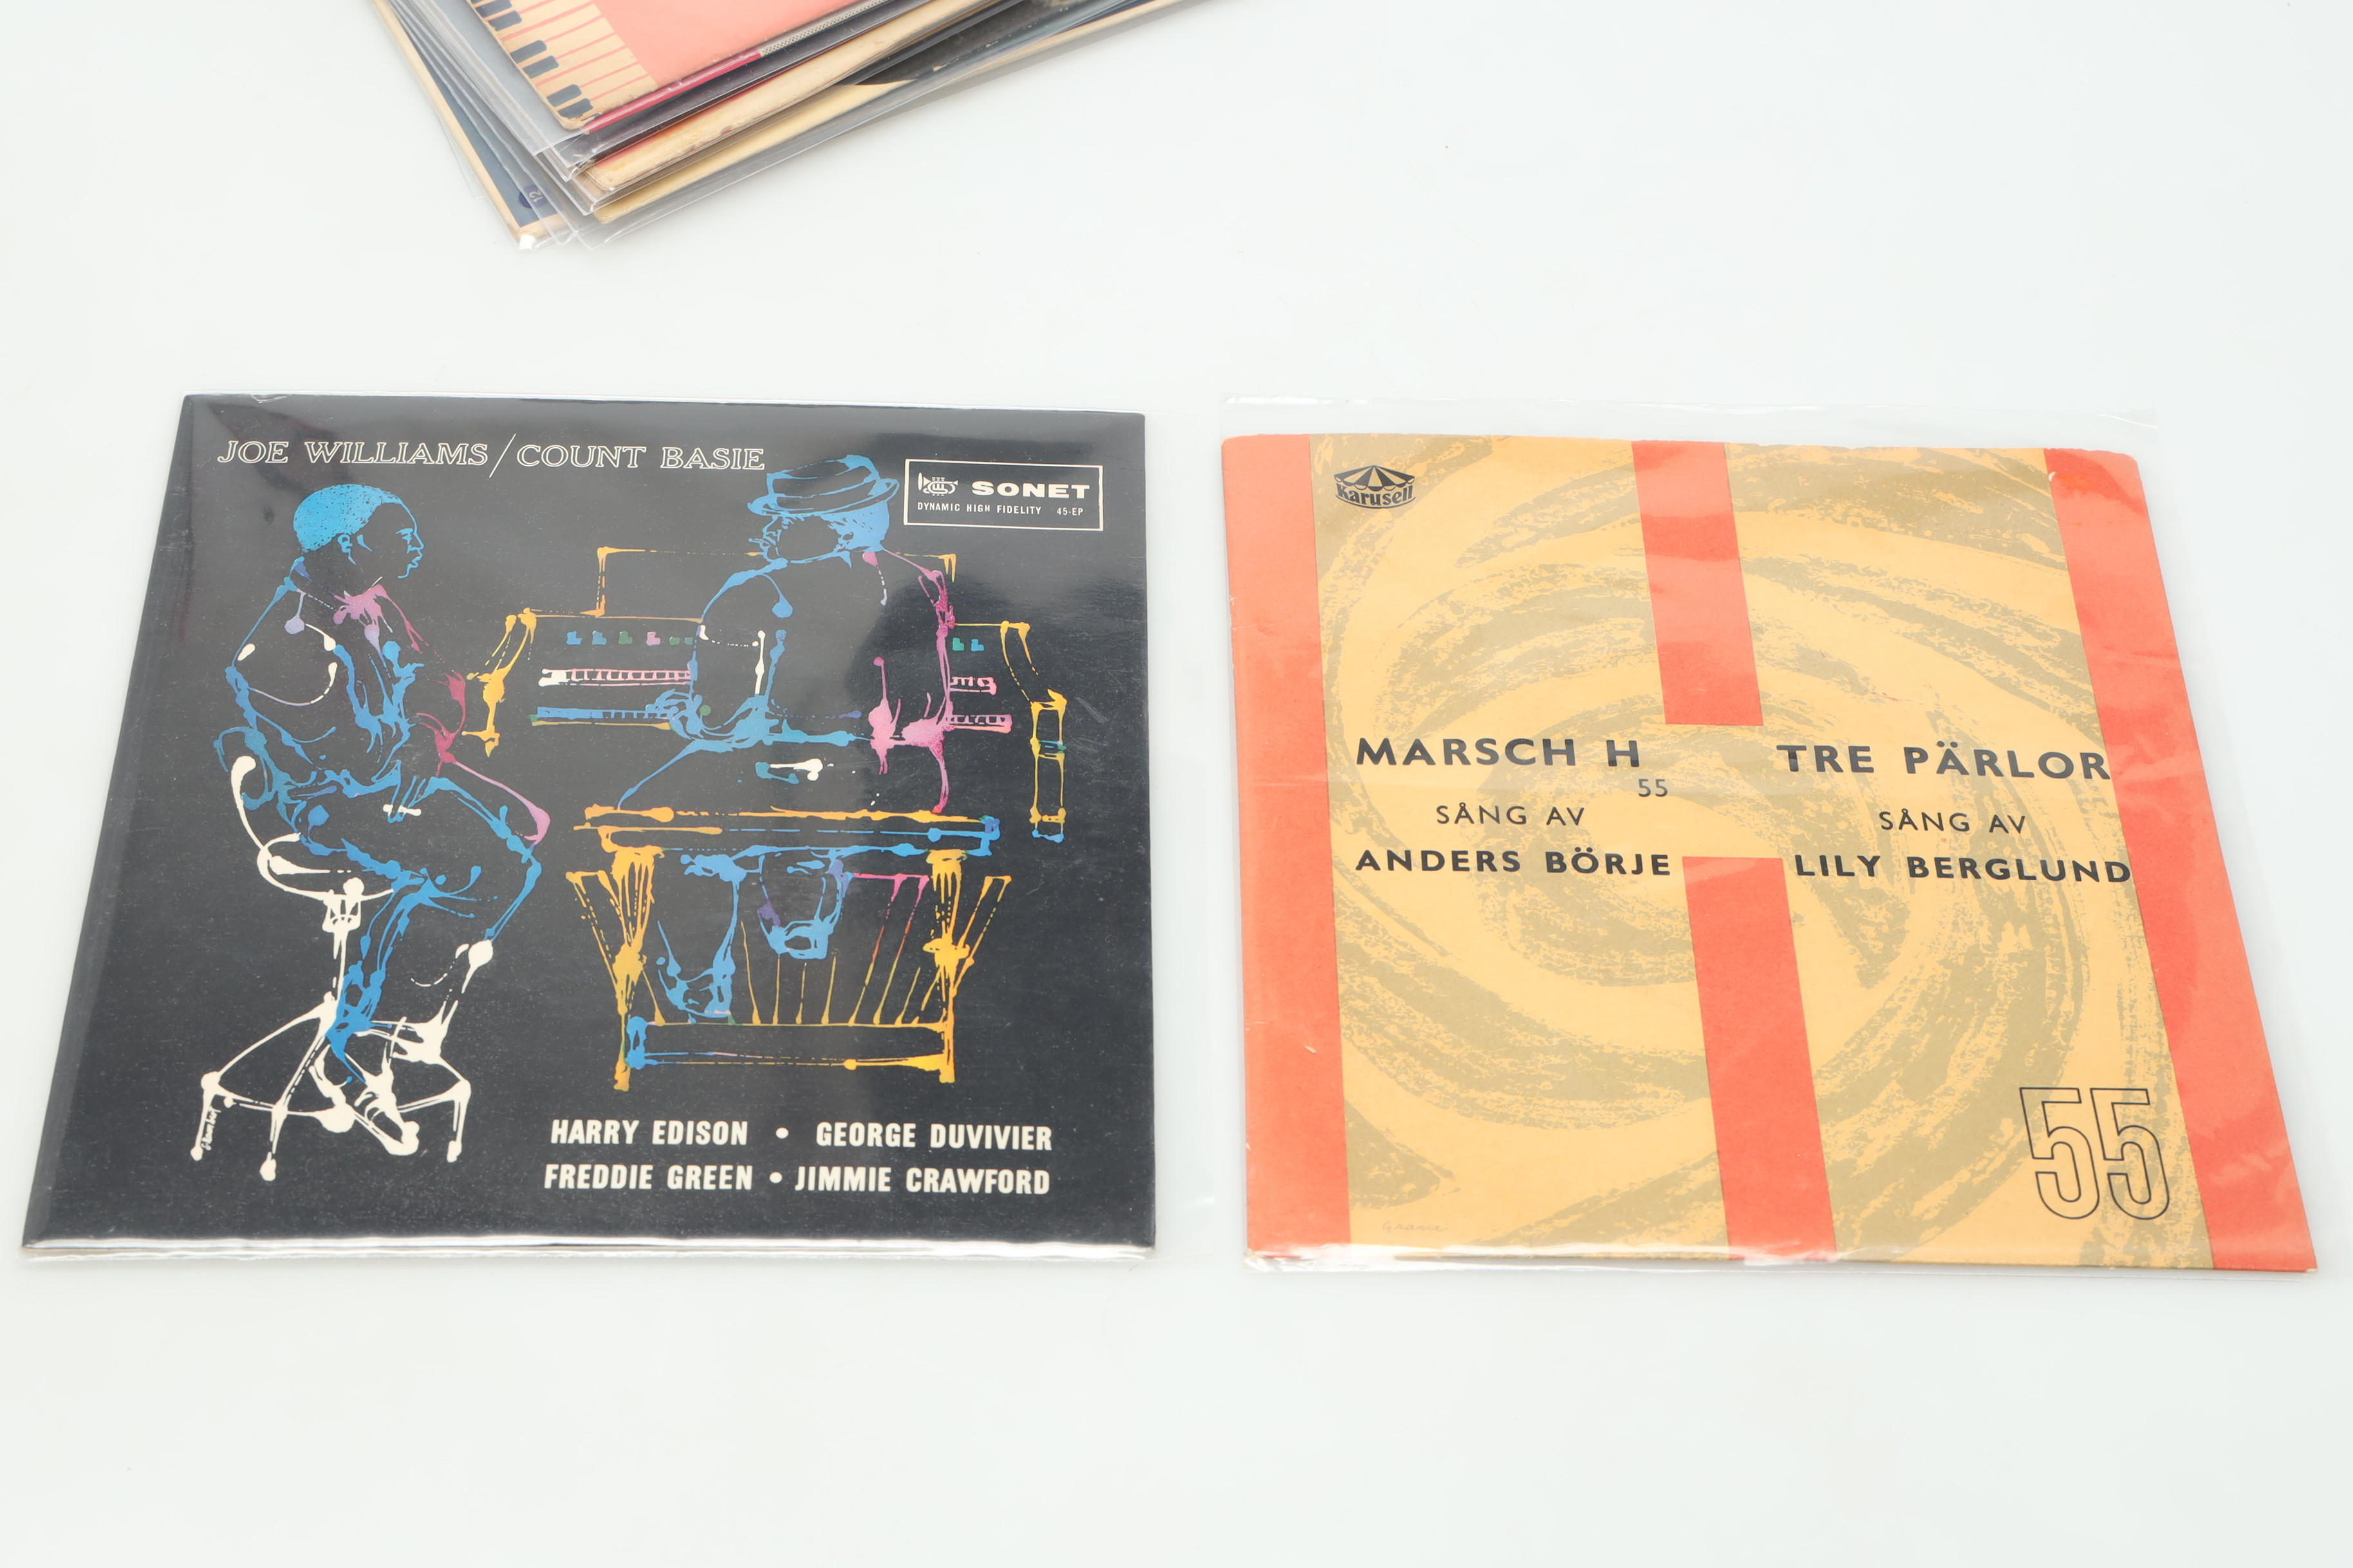 12
JOE WILLIAMS/COUNT BASIE
SONET
DYNAMIC HIGH FIDELITY 45-EP
HARRY EDISON • GEORGE DUVIVIER
FREDDIE GREEN • JIMMIE CRAWFORD
Karusell
MARSCH H
55
SÅNG AV
ANDERS BÖRJE
TRE PÄRLOR
SÅNG AV
LILY BERGLUND
55